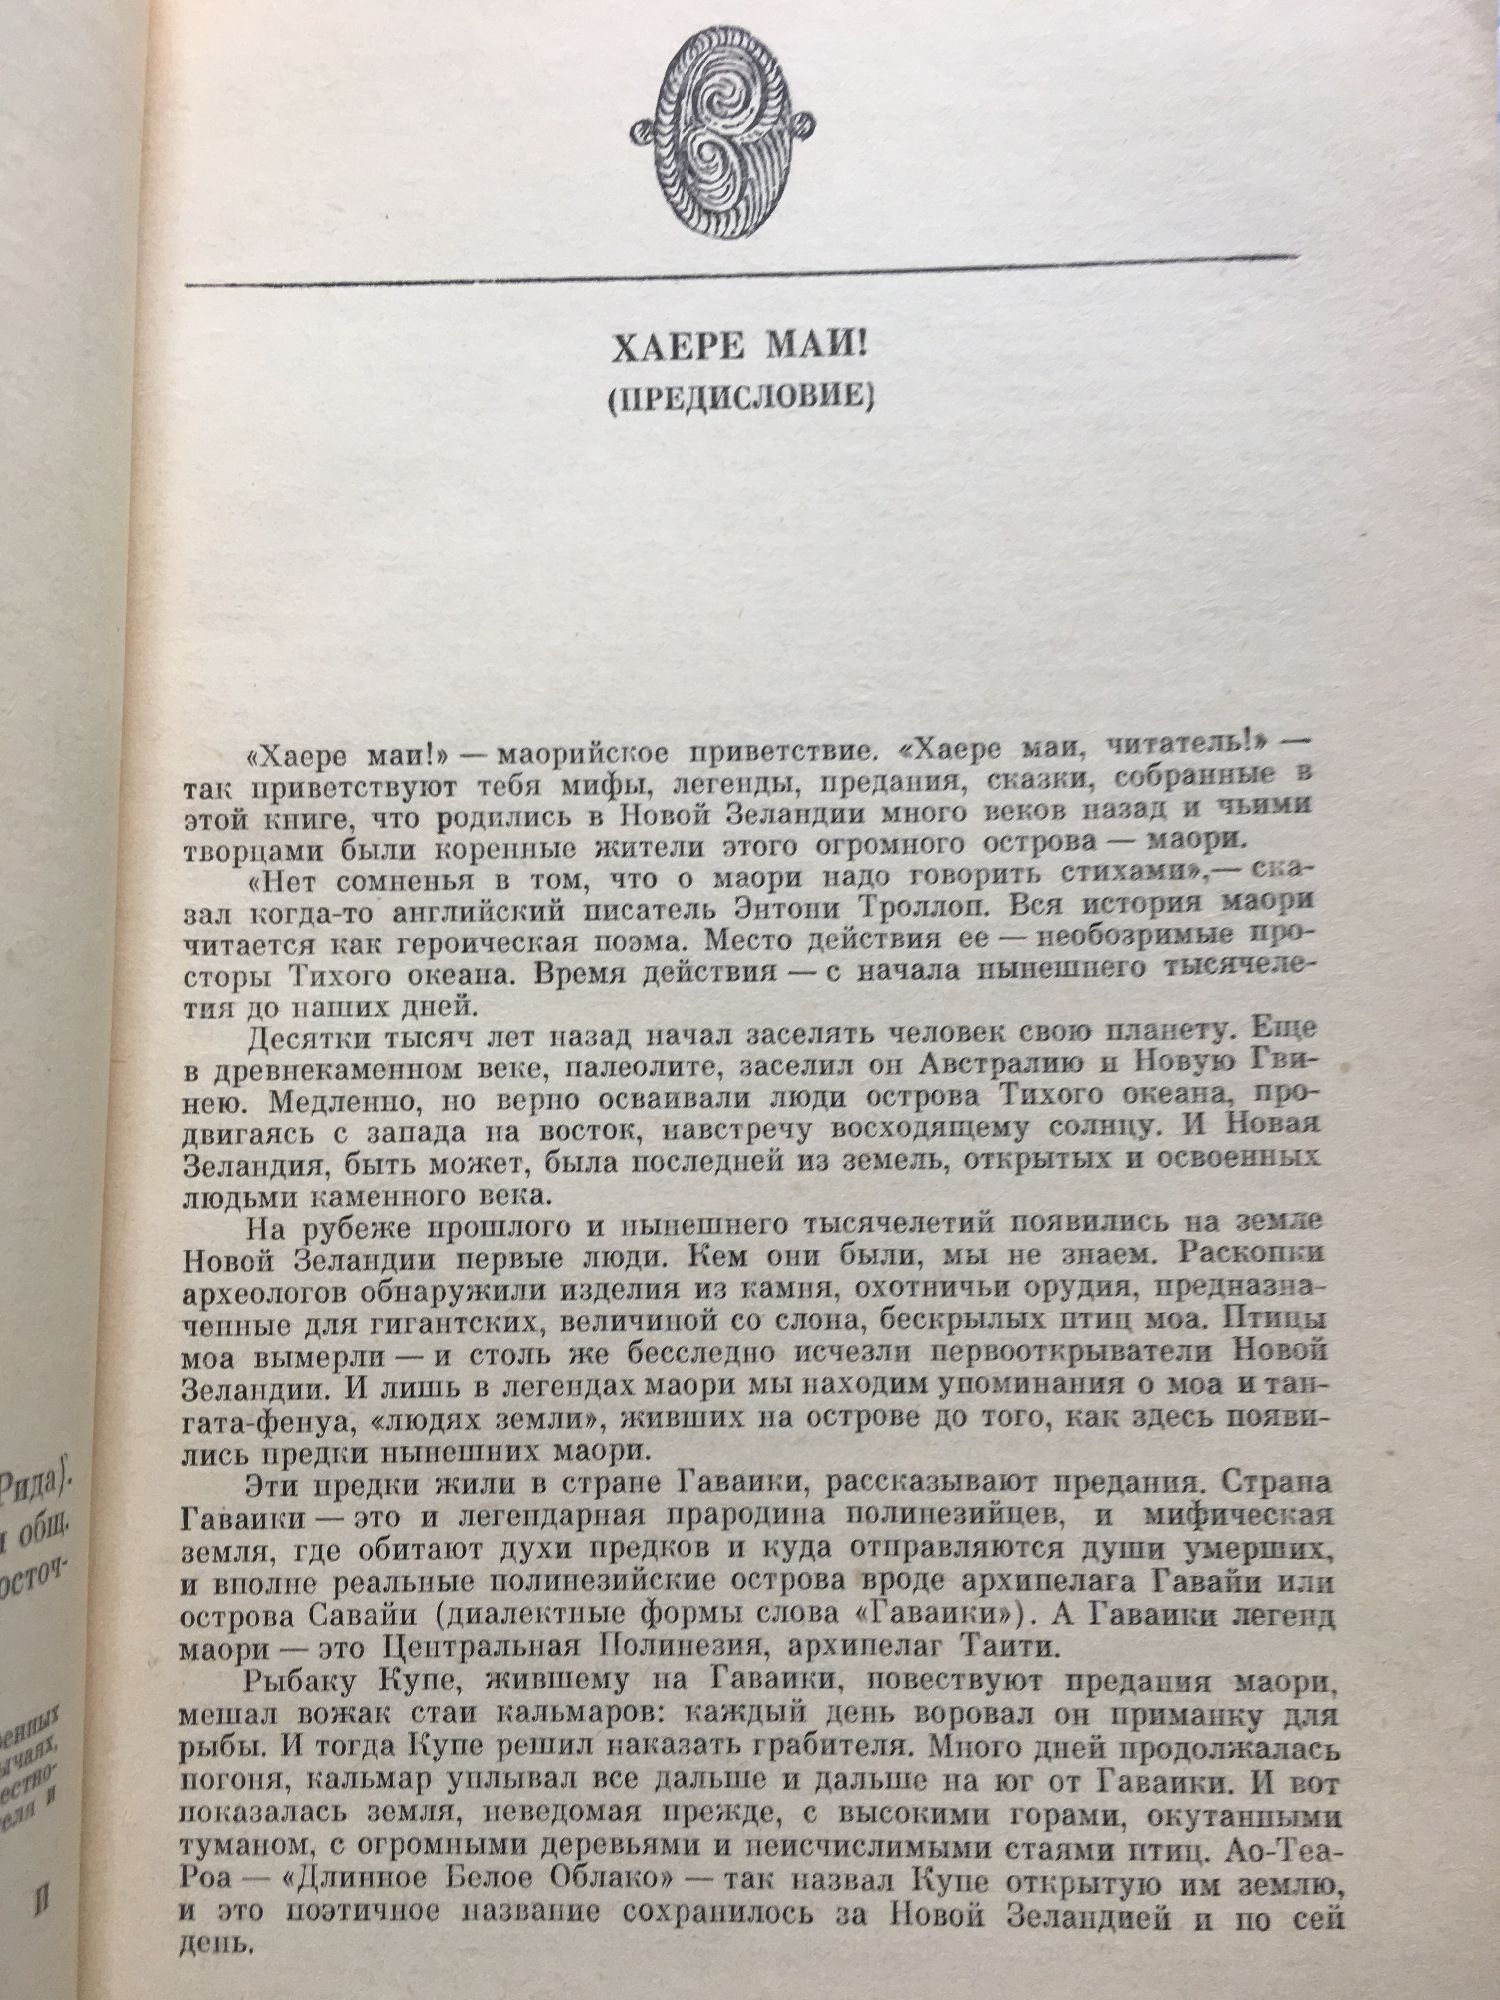 ХАЕРЕ МАИ!
(ПРЕДИСЛОВИЕ)
«Хаере маи!» — маорийское приветствие. «Хаере маи, читатель!» —
так приветствуют тебя мифы, легенды, предания, сказки, собранные в
этой книге, что родились в Новой Зеландии много веков назад и чьими
творцами были коренные жители этого огромного острова — маори.
«Нет сомненья в том, что о маори надо говорить стихами»,— ска-
зал когда-то английский писатель Энтони Троллоп. Вся история маори
читается как героическая поэма. Место действия ее — необозримые про-
сторы Тихого океана. Время действия — с начала нынешнего тысячеле-
тия до наших дней.
Десятки тысяч лет назад начал заселять человек свою планету. Еще
в древнекаменном веке, палеолите, заселил он Австралию и Новую Гви-
нею. Медленно, но верно осваивали люди острова Тихого океана, про-
двигаясь с запада на восток, навстречу восходящему солнцу. И Новая
Зеландия, быть может, была последней из земель, открытых и освоенных
людьми каменного века.
На рубеже прошлого и нынешнего тысячелетий появились на земле
Новой Зеландии первые люди. Кем они были, мы не знаем. Раскопки
археологов обнаружили изделия из камня, охотничьи орудия, предназна-
ченные для гигантских, величиной со слона, бескрылых птиц моа. Птицы
моа вымерли — и столь же бесследно исчезли первооткрыватели Новой
Зеландии. И лишь в легендах маори мы находим упоминания о моа и тан-
гата-фенуа, «людях земли», живших на острове до того, как здесь появи-
лись предки нынешних маори.
Эти предки жили в стране Гаваики, рассказывают предания. Страна
Гаваики — это и легендарная прародина полинезийцев, и мифическая
земля, где обитают духи предков и куда отправляются души умерших,
и вполне реальные полинезийские острова вроде архипелага Гавайи или
острова Савайи (диалектные формы слова «Гаваики»). А Гаваики легенд
маори — это Центральная Полинезия, архипелаг Таити.
Рыбаку Купе, жившему на Гаваики, повествуют предания маори,
мешал вожак стаи кальмаров: каждый день воровал он приманку для
рыбы. И тогда Купе решил наказать грабителя. Много дней продолжалась
погоня, кальмар уплывал все дальше и дальше на юг от Гаваики. И вот
показалась земля, неведомая прежде, с высокими горами, окутанными
туманом, с огромными деревьями и неисчислимыми стаями птиц. Ао-Теа-
Роа — «Длинное Белое Облако» — так назвал Купе открытую им землю,
и это поэтичное название сохранилось за Новой Зеландией и по сей
день.
Рида).
общ.